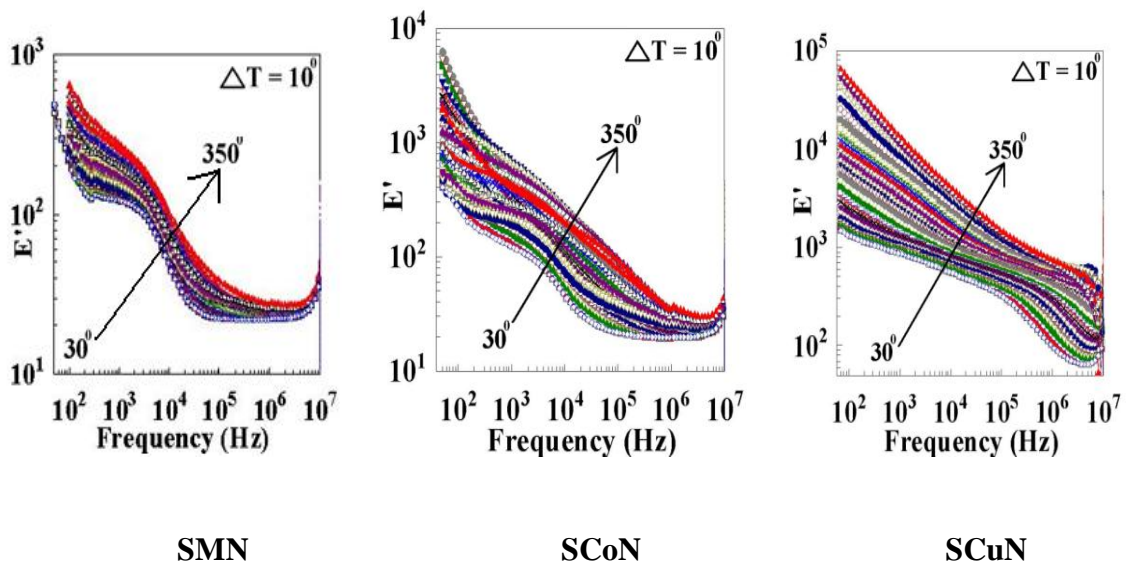 10³
△T = 10⁰
350⁰
E'
10²
30⁰
10¹
10² 10³ 10⁴ 10⁵ 10⁶ 10⁷
Frequency (Hz)
SMN
10⁴
△T = 10⁰
10³
350⁰
E'
10²
30⁰
10¹
10² 10³ 10⁴ 10⁵ 10⁶ 10⁷
Frequency (Hz)
SCoN
10⁵
△T = 10⁰
10⁴
350⁰
E'
10³
10²
30⁰
10² 10³ 10⁴ 10⁵ 10⁶ 10⁷
Frequency (Hz)
SCuN